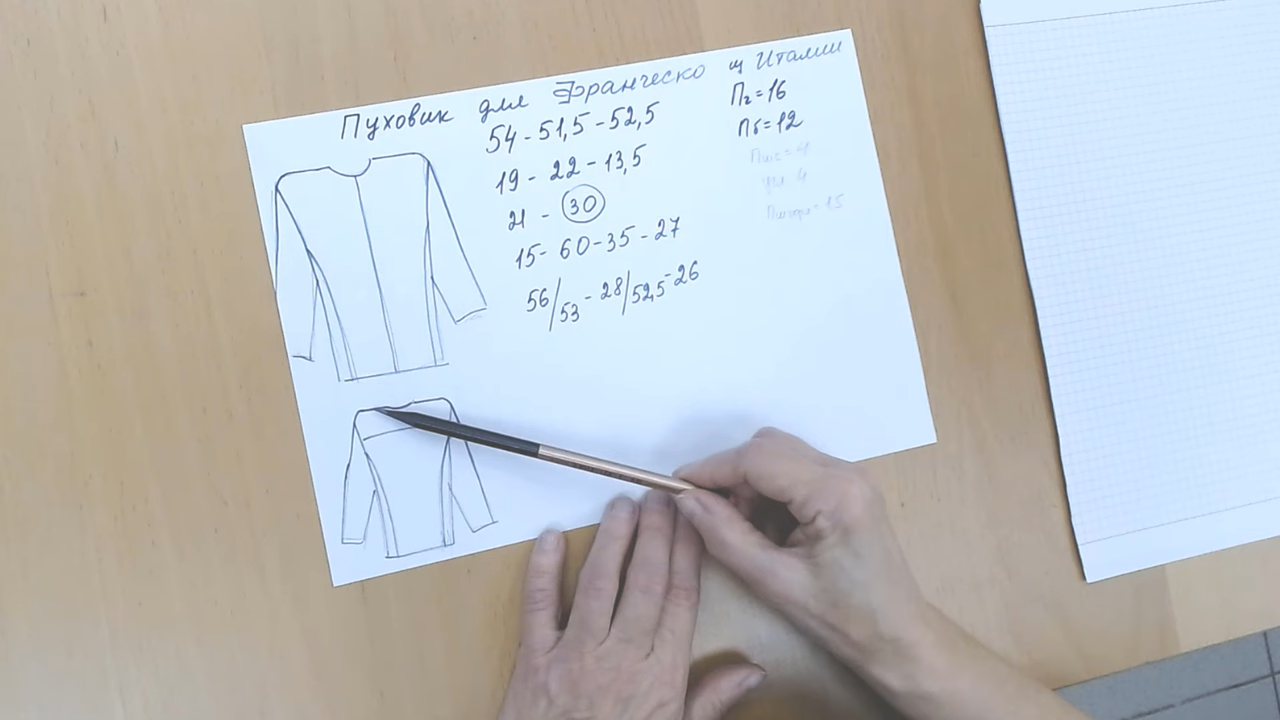 Пуховик для Франческо из Италии
54 - 51,5 - 52,5
19 - 22 - 13,5
21 - 30
15 - 60 - 35 - 27
56/53 - 28/52,5 - 26
Пг = 16
Пб = 12